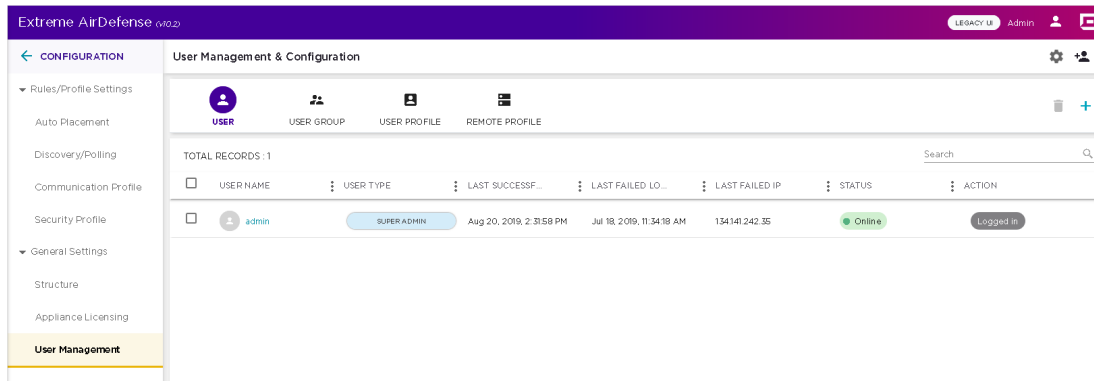 Extreme AirDefense (v10.2)
LEGACY UI Admin
CONFIGURATION
User Management & Configuration
Rules/Profile Settings
Auto Placement
Discovery/Polling
Communication Profile
Security Profile
General Settings
Structure
Appliance Licensing
User Management
USER USER GROUP USER PROFILE REMOTE PROFILE
TOTAL RECORDS : 1 Search
USER NAME USER TYPE LAST SUCCESSF... LAST FAILED LO... LAST FAILED IP STATUS ACTION
admin SUPER ADMIN Aug 20, 2019, 2:31:58 PM Jul 18, 2019, 11:34:18 AM 134.141.242.35 Online Logged in